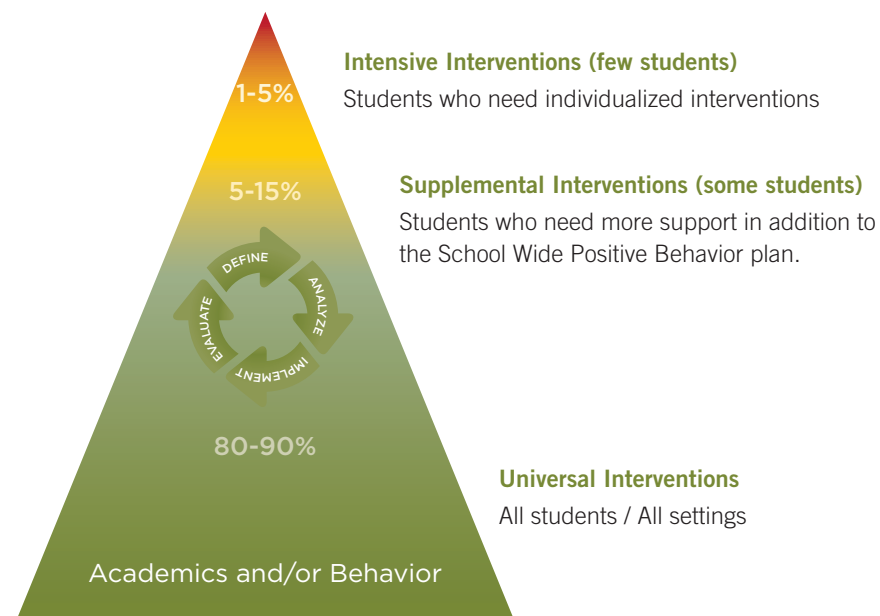 Intensive Interventions (few students)
1-5%
Students who need individualized interventions
5-15%
Supplemental Interventions (some students)
Students who need more support in addition to
the School Wide Positive Behavior plan.
DEFINE
ANALYZE
IMPLEMENT
EVALUATE
80-90%
Universal Interventions
All students / All settings
Academics and/or Behavior